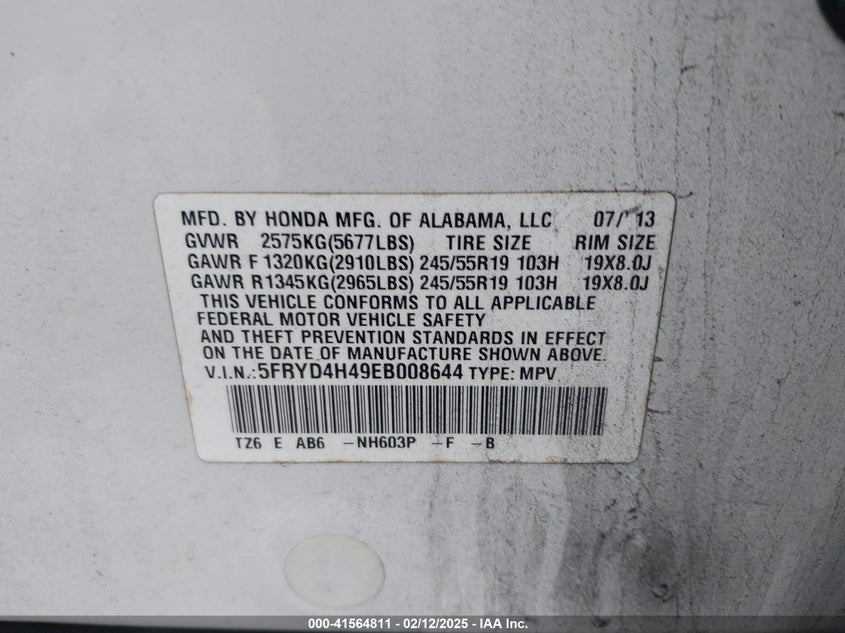 MFD. BY HONDA MFG. OF ALABAMA, LLC 07/'13
GVWR 2575KG(5677LBS) TIRE SIZE RIM SIZE
GAWR F 1320KG(2910LBS) 245/55R19 103H 19X8.0J
GAWR R 1345KG(2965LBS) 245/55R19 103H 19X8.0J
THIS VEHICLE CONFORMS TO ALL APPLICABLE
FEDERAL MOTOR VEHICLE SAFETY
AND THEFT PREVENTION STANDARDS IN EFFECT
ON THE DATE OF MANUFACTURE SHOWN ABOVE.
V.I.N.:5FRYD4H49EB008644 TYPE: MPV
TZ6 E AB6 -NH603P -F -B
000-41564811 - 02/12/2025 - IAA Inc.